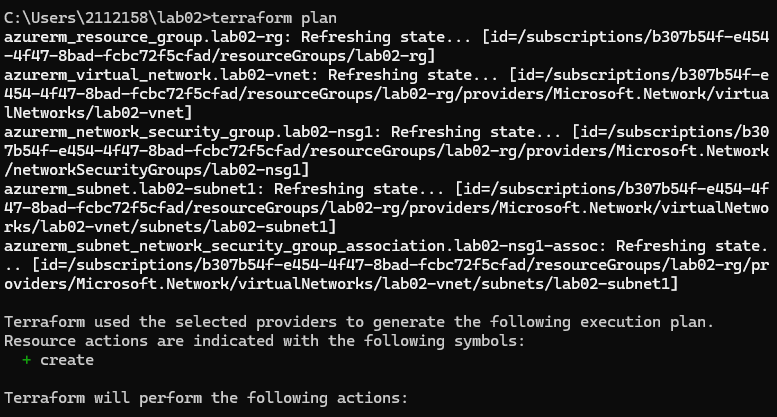 C:\Users\2112158\lab02>terraform plan
azurerm_resource_group.lab02-rg: Refreshing state... [id=/subscriptions/b307b54f-e454
-4f47-8bad-fcbc72f5cfad/resourceGroups/lab02-rg]
azurerm_virtual_network.lab02-vnet: Refreshing state... [id=/subscriptions/b307b54f-e
454-4f47-8bad-fcbc72f5cfad/resourceGroups/lab02-rg/providers/Microsoft.Network/virtua
lNetworks/lab02-vnet]
azurerm_network_security_group.lab02-nsg1: Refreshing state... [id=/subscriptions/b30
7b54f-e454-4f47-8bad-fcbc72f5cfad/resourceGroups/lab02-rg/providers/Microsoft.Network
/networkSecurityGroups/lab02-nsg1]
azurerm_subnet.lab02-subnet1: Refreshing state... [id=/subscriptions/b307b54f-e454-4f
47-8bad-fcbc72f5cfad/resourceGroups/lab02-rg/providers/Microsoft.Network/virtualNetwo
rks/lab02-vnet/subnets/lab02-subnet1]
azurerm_subnet_network_security_group_association.lab02-nsg1-assoc: Refreshing state.
.. [id=/subscriptions/b307b54f-e454-4f47-8bad-fcbc72f5cfad/resourceGroups/lab02-rg/pr
oviders/Microsoft.Network/virtualNetworks/lab02-vnet/subnets/lab02-subnet1]
Terraform used the selected providers to generate the following execution plan.
Resource actions are indicated with the following symbols:
+ create
Terraform will perform the following actions: